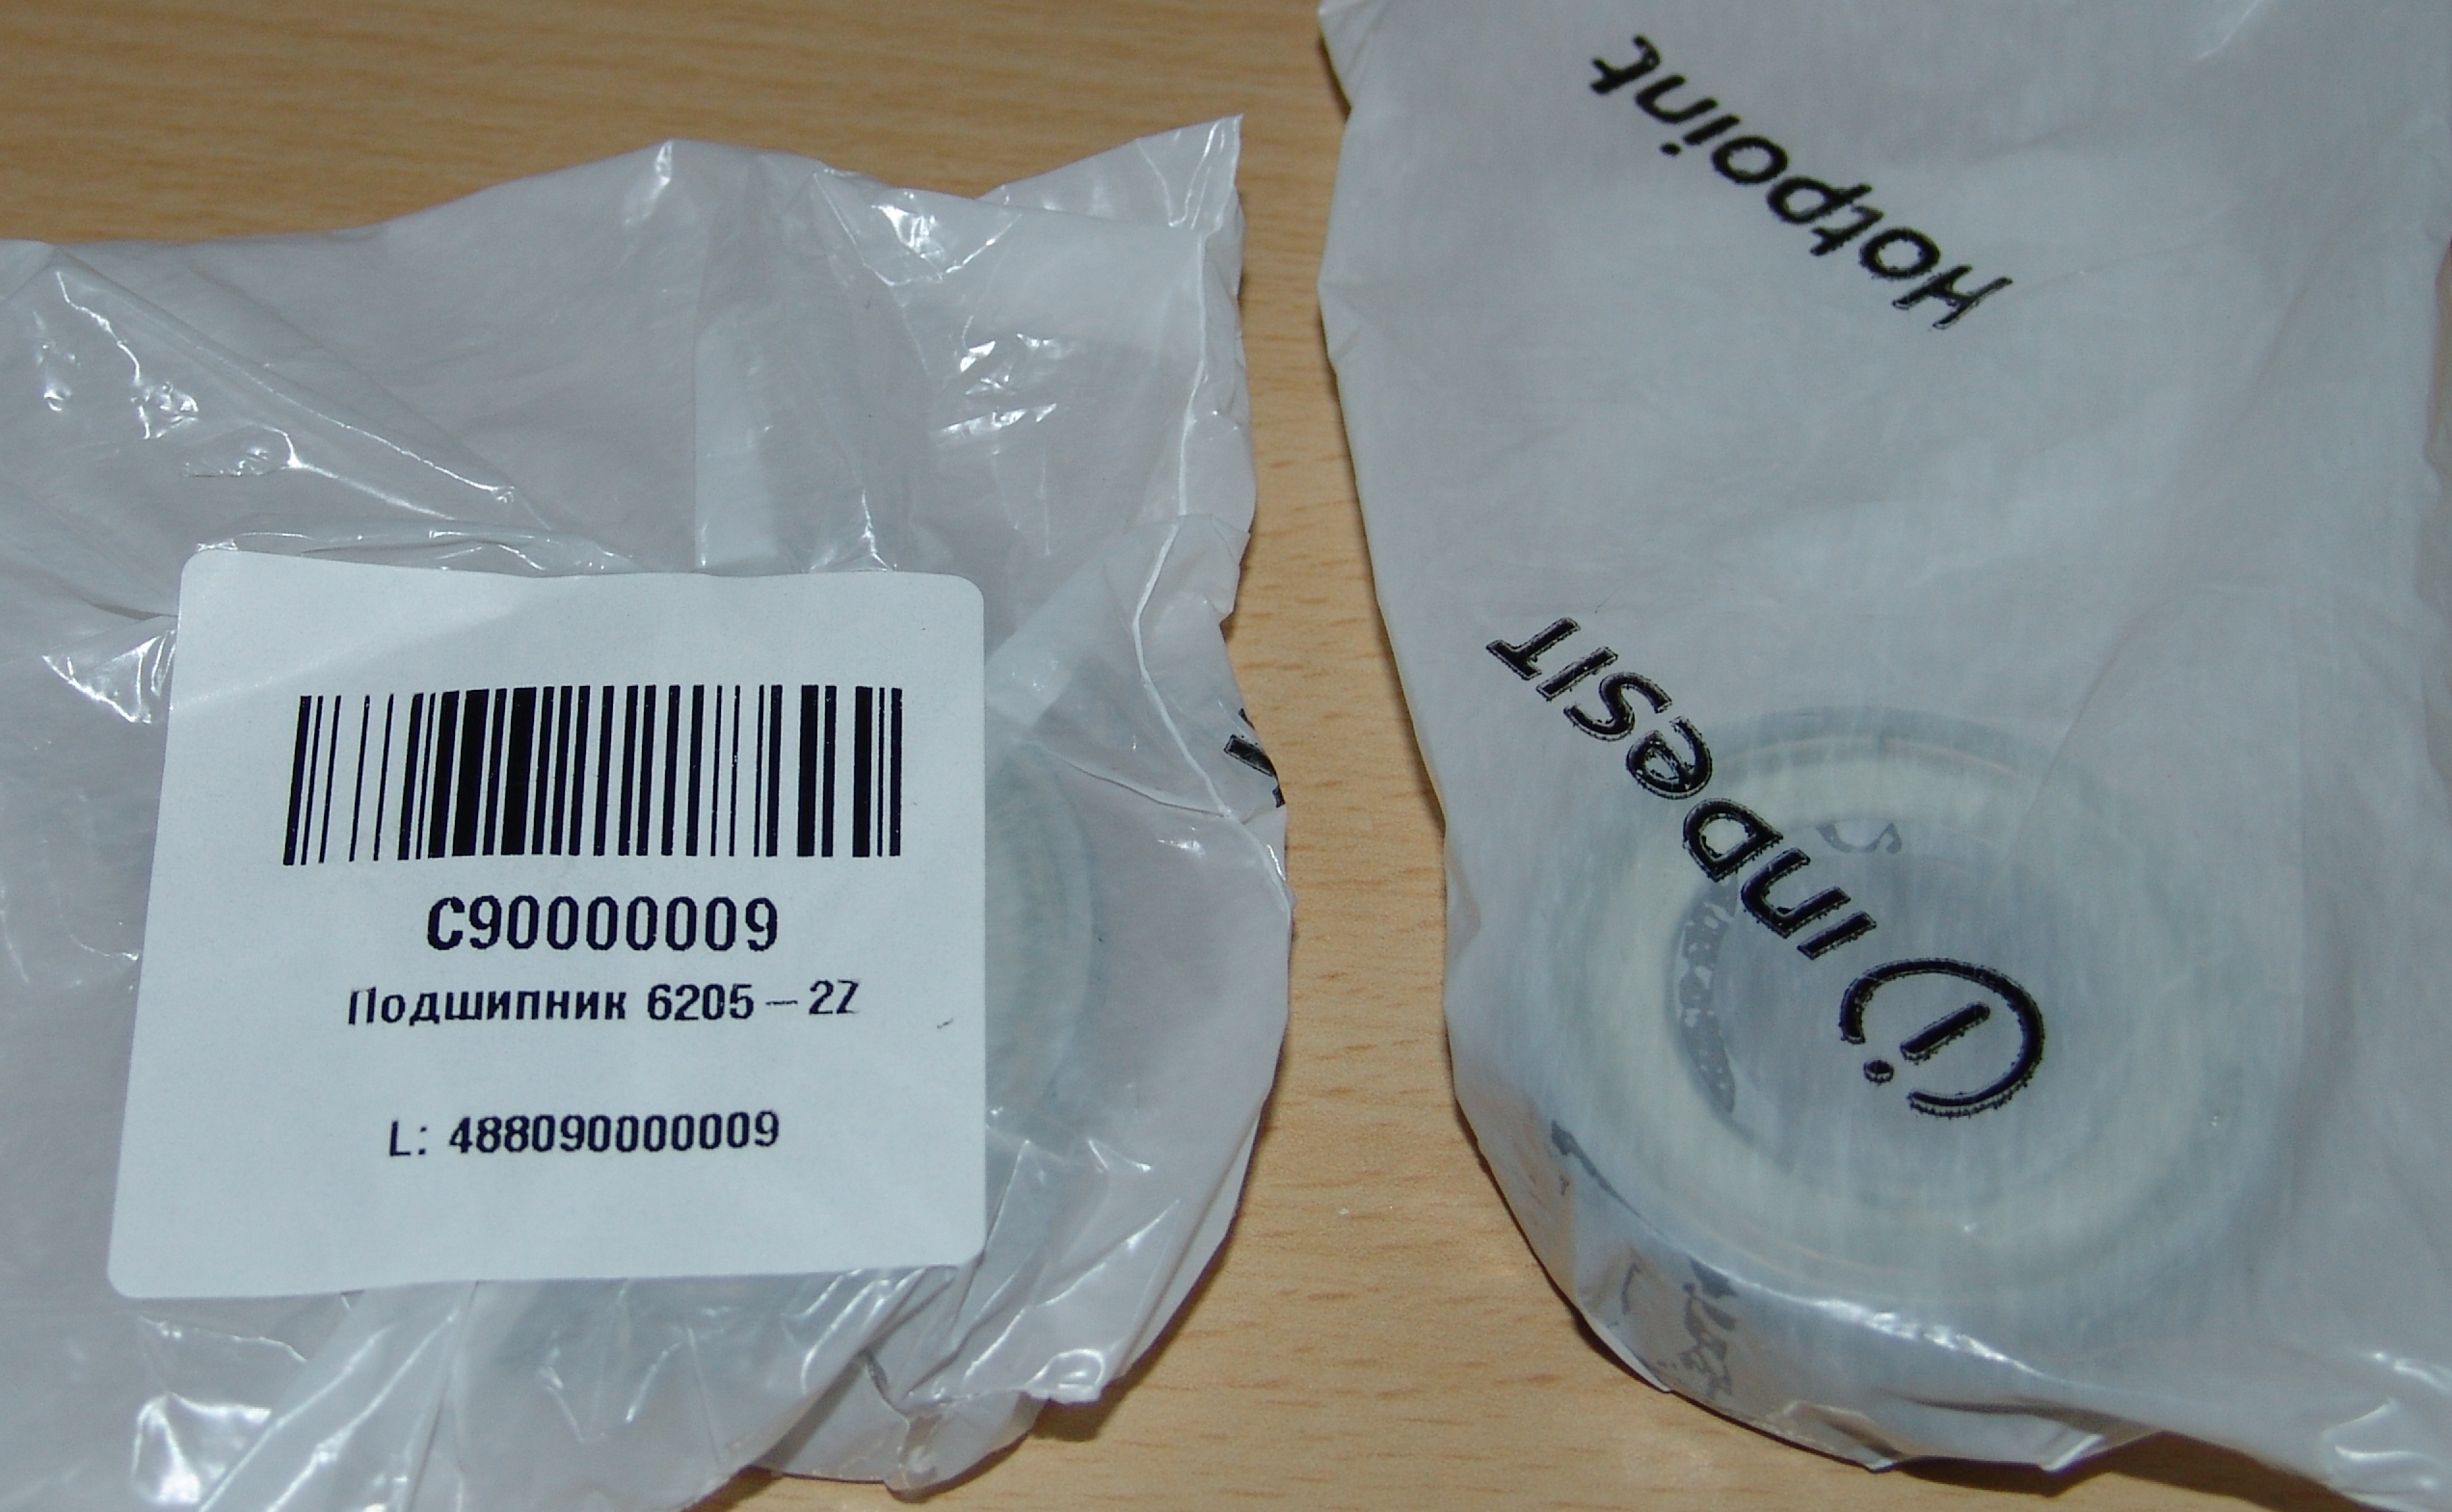 C90000009
Подшипник 6205-2Z
L: 488090000009
Hotpoint
inDesIT